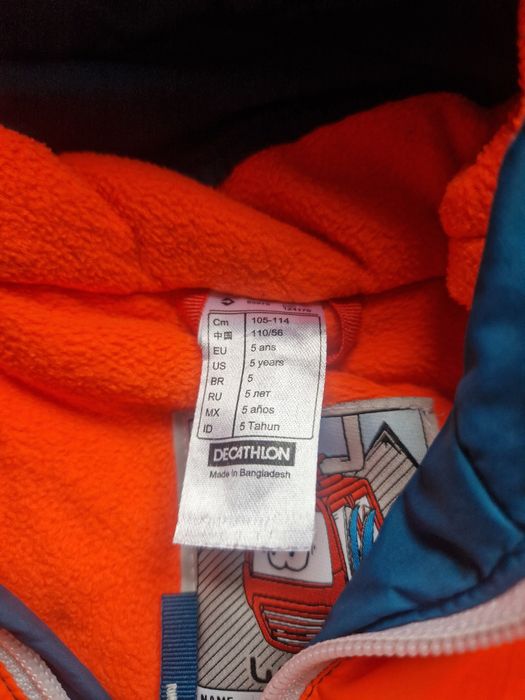 Cm 105-114
中国 110/56
EU 5 ans
US 5 years
BR 5
RU 5 лет
MX 5 años
ID 5 Tahun
DECATHLON
Made in Bangladesh
NAME